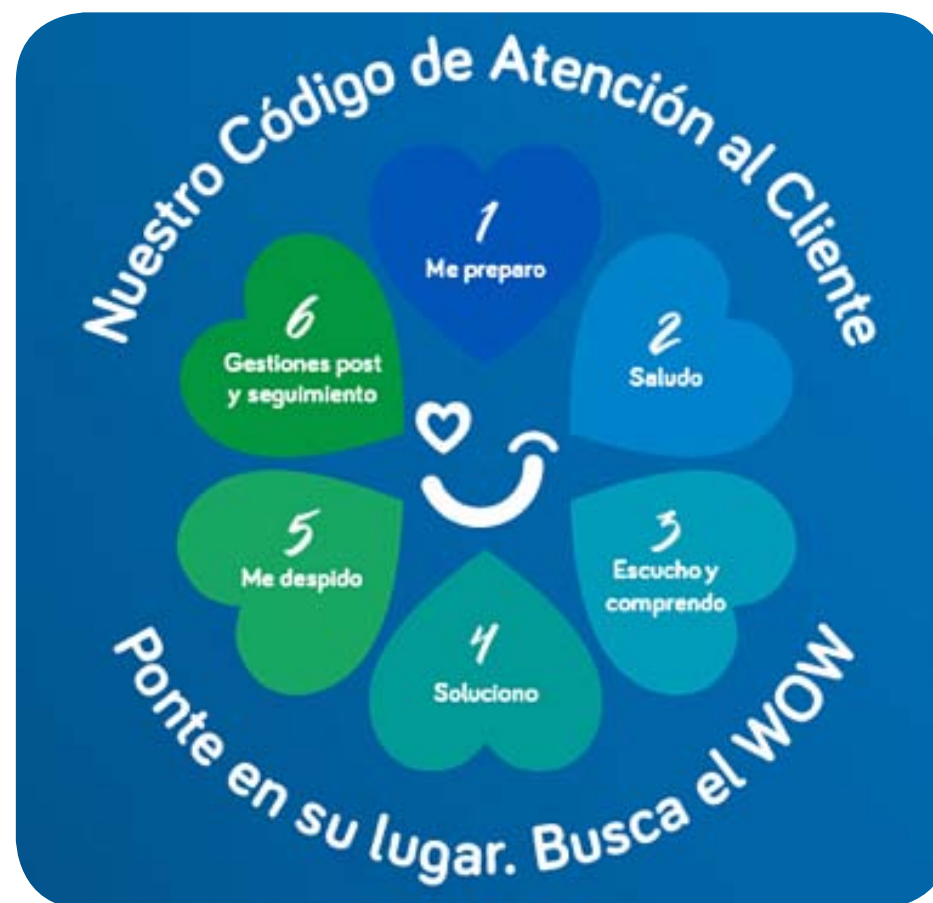 Nuestro Código de Atención al Cliente
1
Me preparo
2
Saludo
3
Escucho y
comprendo
4
Soluciono
5
Me despido
6
Gestiones post
y seguimiento
Ponte en su lugar. Busca el WOW